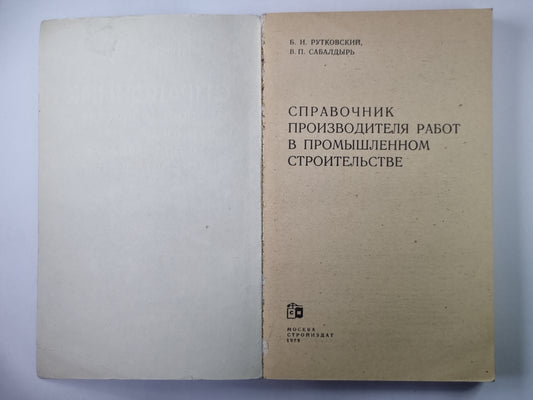 Б. И. РУТКОВСКИЙ,
В. П. САБАЛДЫРЬ
СПРАВОЧНИК
ПРОИЗВОДИТЕЛЯ РАБОТ
В ПРОМЫШЛЕННОМ
СТРОИТЕЛЬСТВЕ
МОСКВА
СТРОЙИЗДАТ